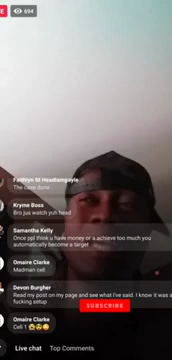 E
694
Faithlyn St Headlamgayle
The case done
Kryme Boss
Bro jus watch yuh head
Samantha Kelly
Once ppl think u have money or a achieve too much you
automatically become a target
Omaire Clarke
Madman cell
Devon Burgher
Read my post on my page and see what I've said. I know it was a
fucking setup
SUBSCRIBE
Omaire Clarke
Cell 1 😱😍😍
Live chat Top Comments